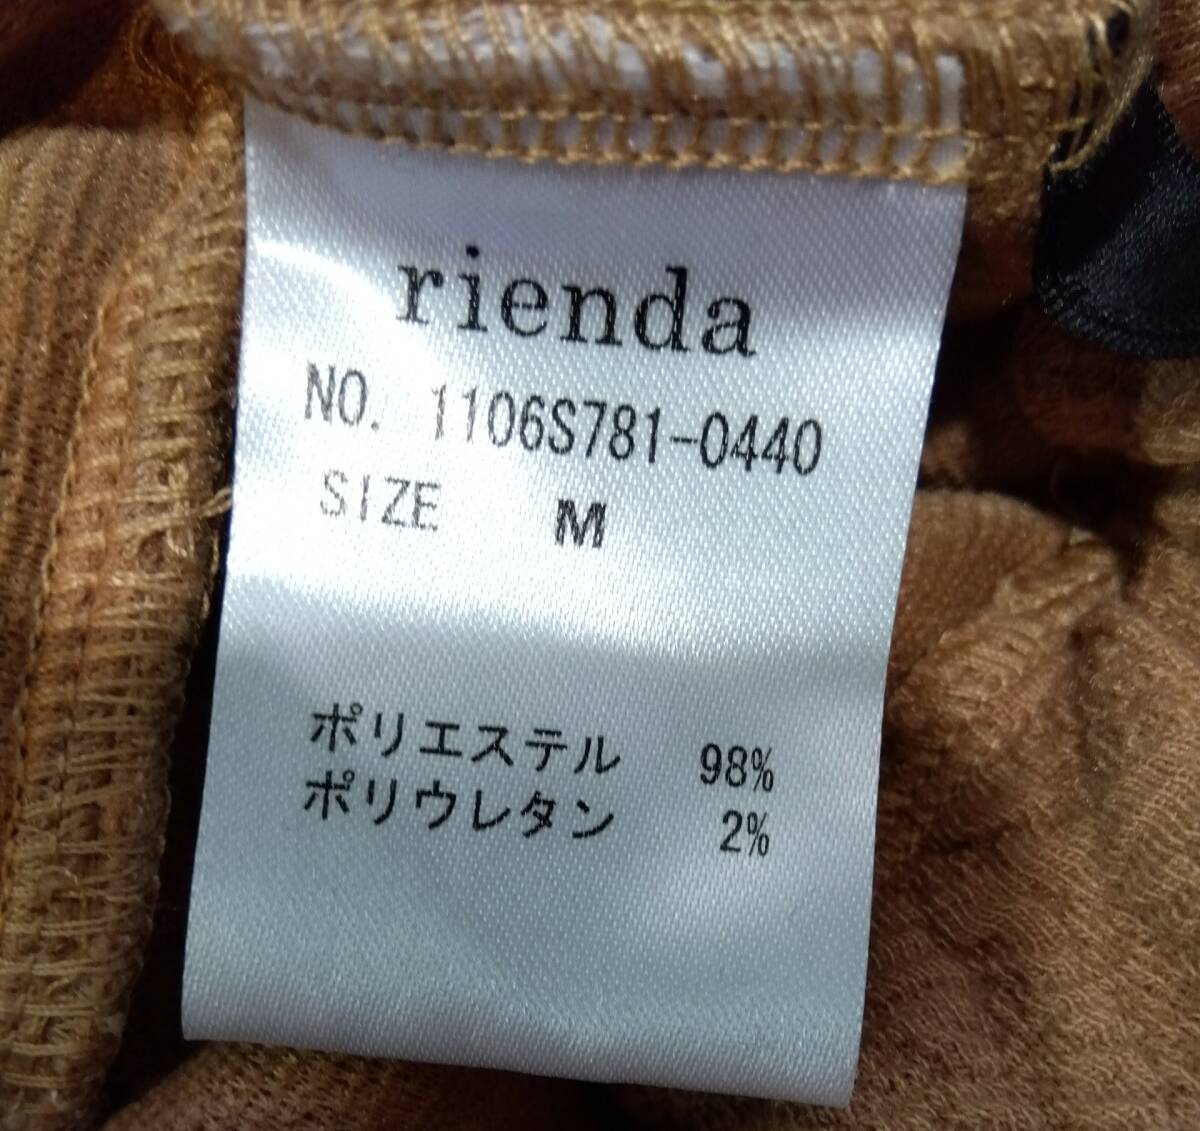 rienda
NO. 1106S781-0440
SIZE M
ポリエステル 98%
ポリウレタン 2%